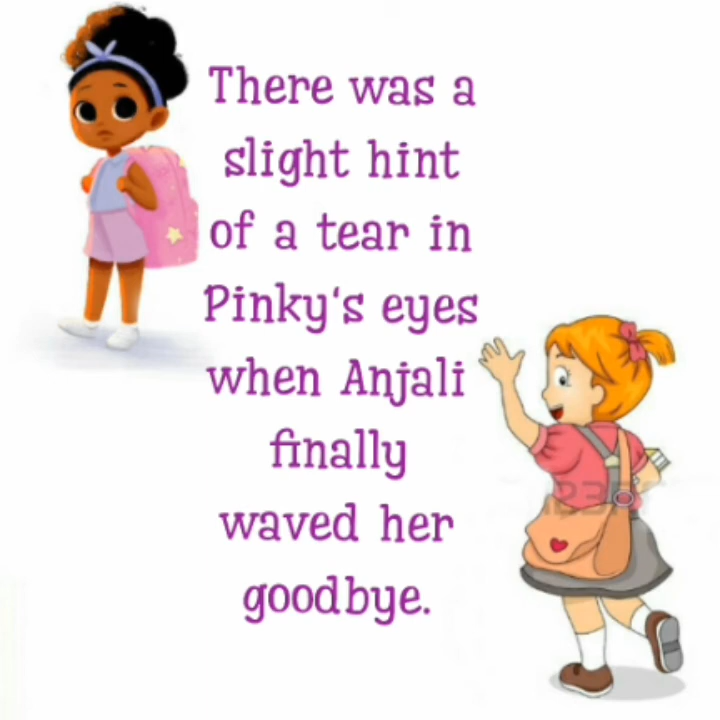 There was a
slight hint
of a tear in
Pinky's eyes
when Anjali
finally
waved her
goodbye.